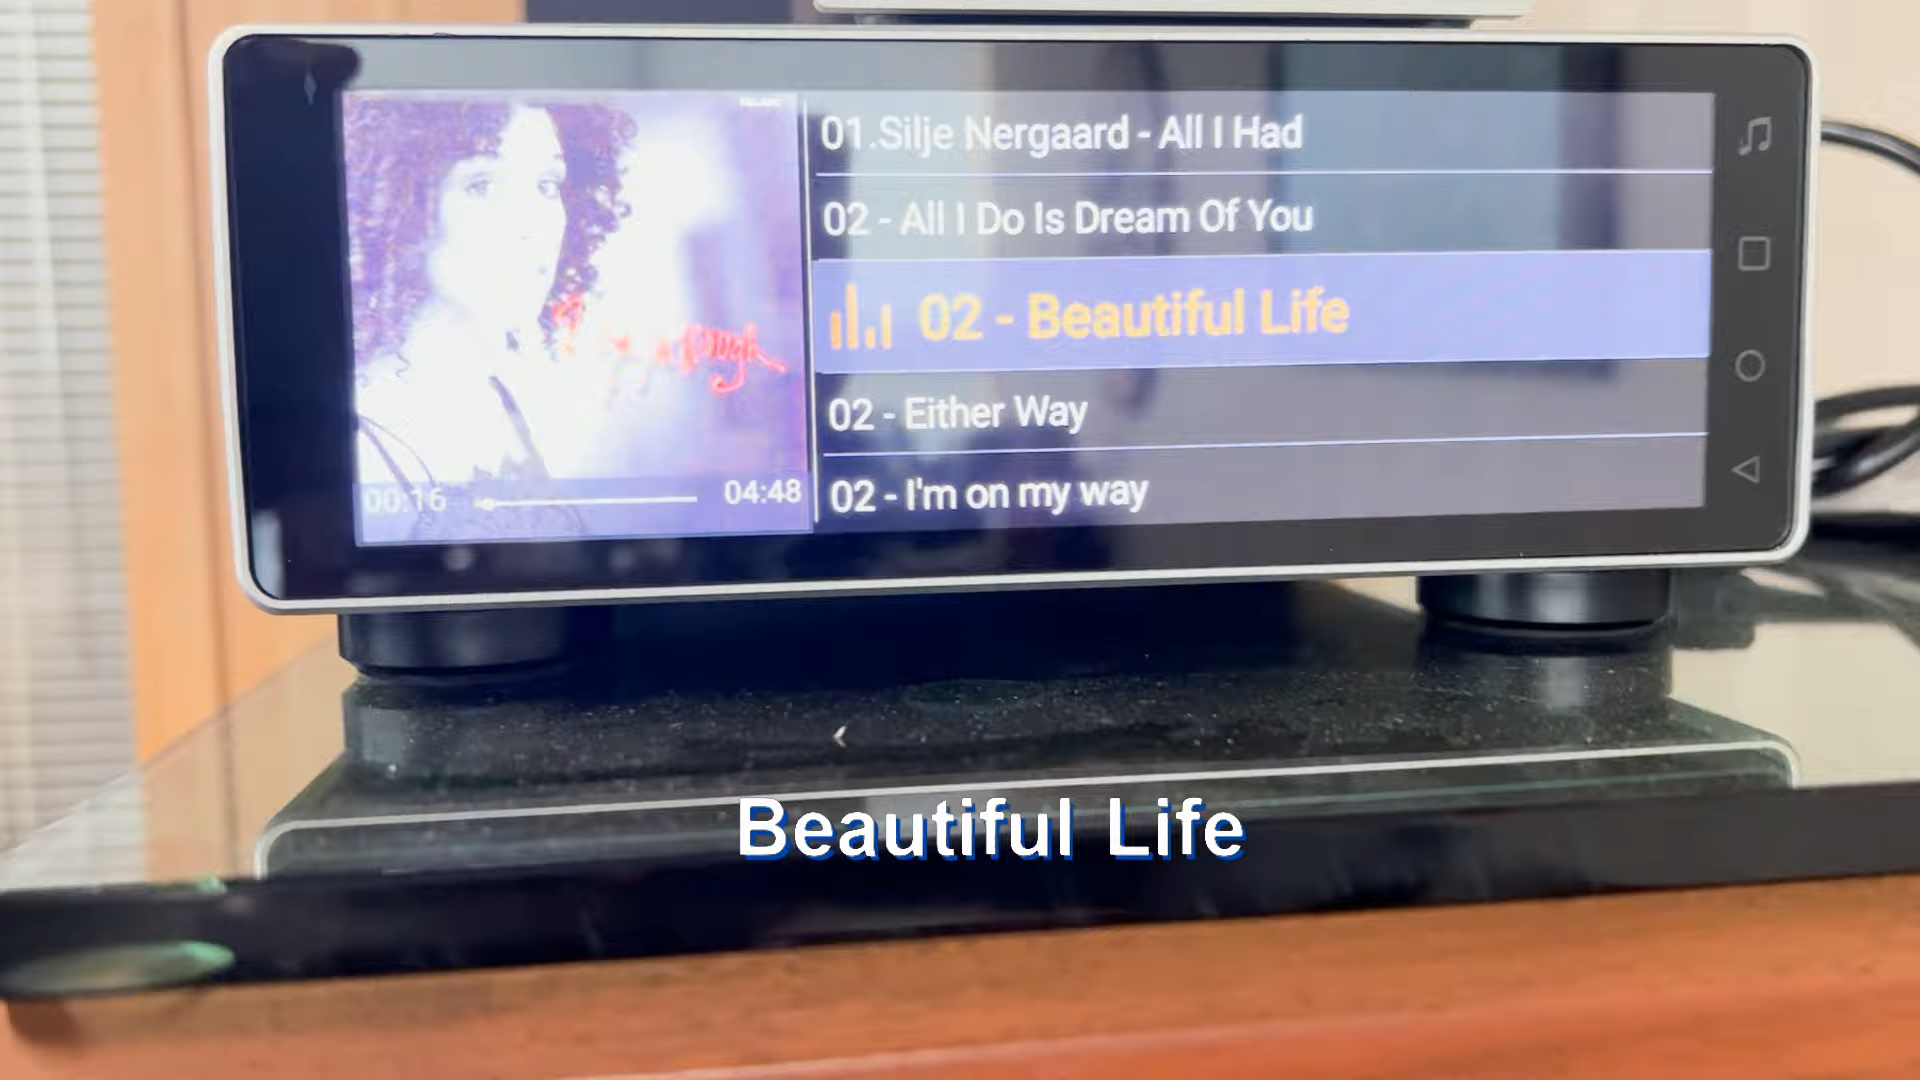 01.Silje Nergaard - All I Had
02 - All I Do Is Dream Of You
02 - Beautiful Life
02 - Either Way
02 - I'm on my way
00:16
04:48
Beautiful Life